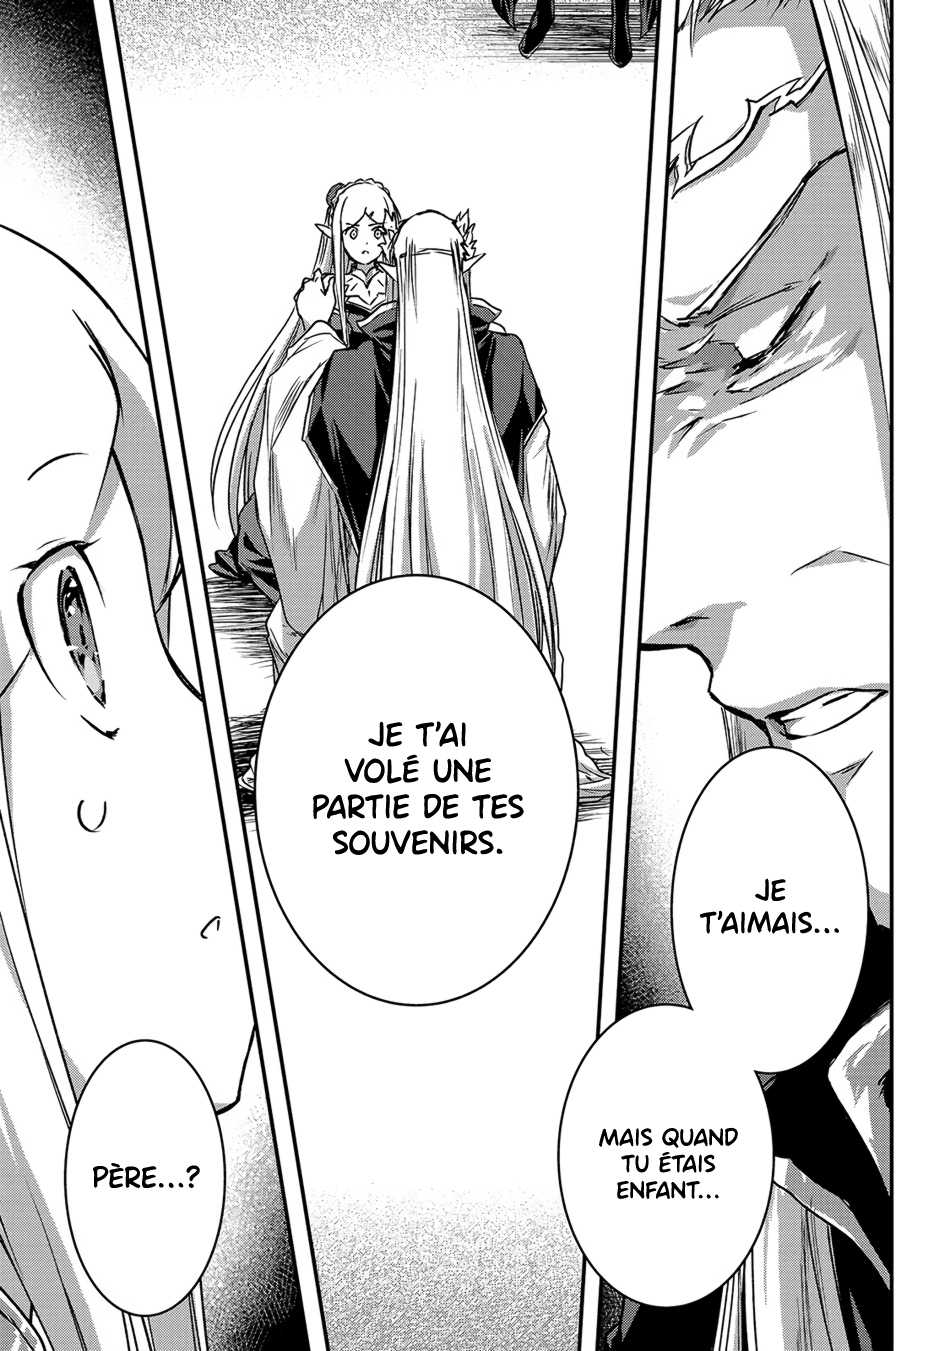 JE
T'AIMAIS...
MAIS QUAND
TU ÉTAIS
ENFANT...
JE T'AI
VOLÉ UNE
PARTIE DE TES
SOUVENIRS.
PÈRE...?